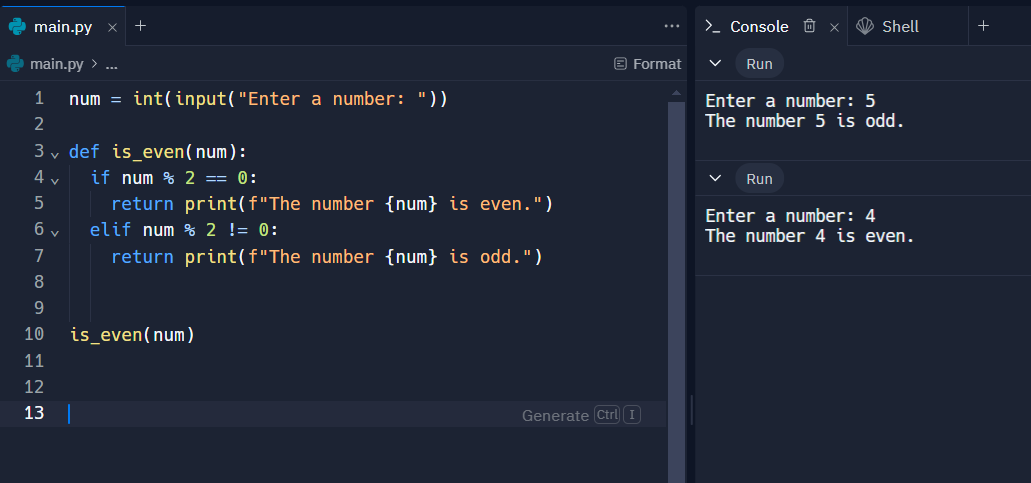 main.py
Format
main.py > ...
1 num = int(input("Enter a number: "))
2
3 def is_even(num):
4   if num % 2 == 0:
5     return print(f"The number {num} is even.")
6   elif num % 2 != 0:
7     return print(f"The number {num} is odd.")
8
9
10 is_even(num)
11
12
13
Generate Ctrl I
Console
Shell
Run
Enter a number: 5
The number 5 is odd.
Run
Enter a number: 4
The number 4 is even.